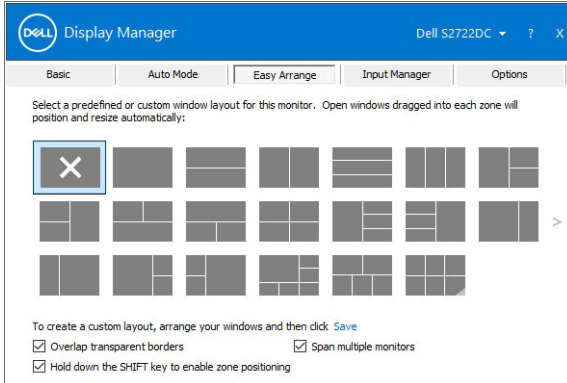 DELL Display Manager Dell S2722DC ? X
Basic Auto Mode Easy Arrange Input Manager Options
Select a predefined or custom window layout for this monitor. Open windows dragged into each zone will
position and resize automatically:
>
To create a custom layout, arrange your windows and then click Save
Overlap transparent borders Span multiple monitors
Hold down the SHIFT key to enable zone positioning